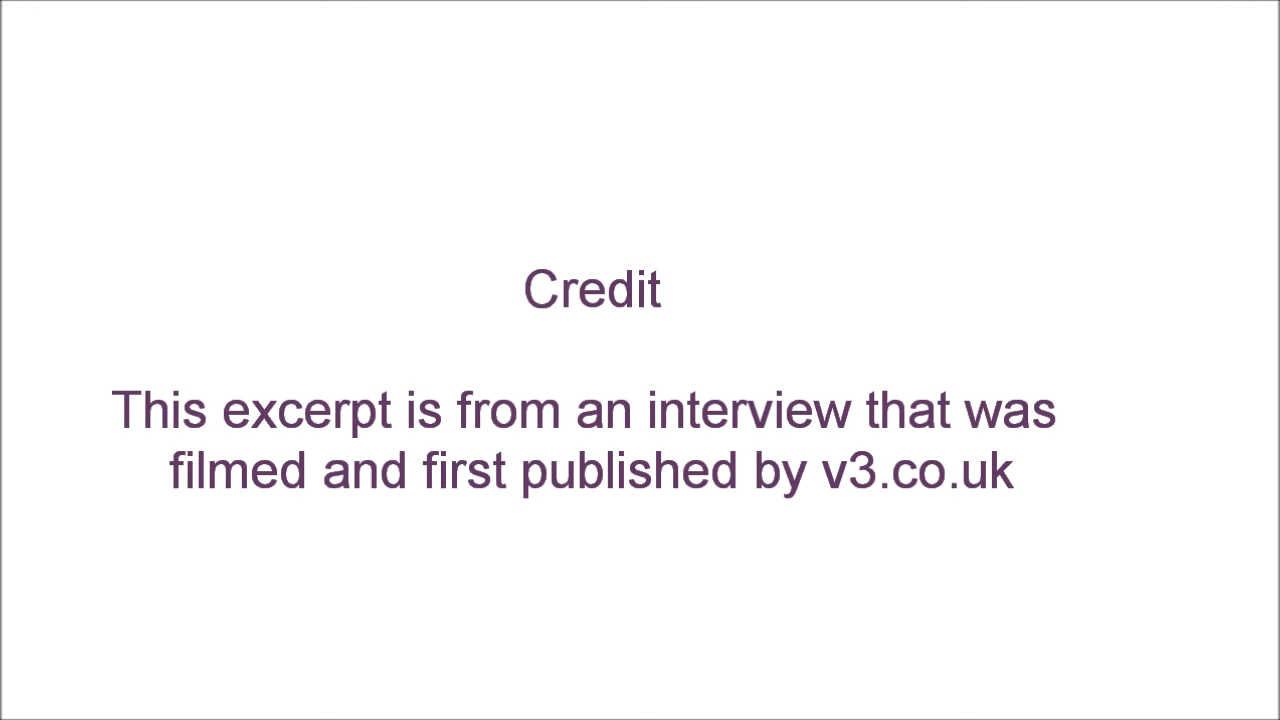 Credit
This excerpt is from an interview that was
filmed and first published by v3.co.uk